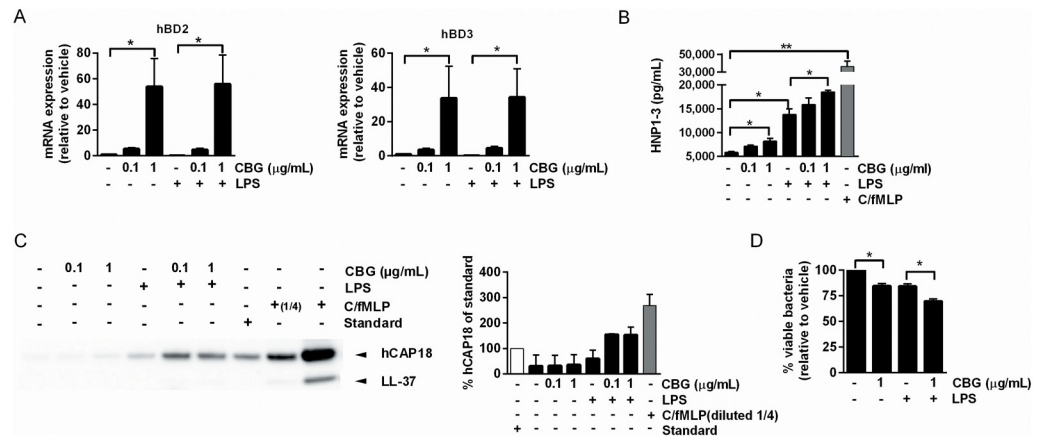 A
hBD2
*
*
80
60
40
20
0
mRNA expression
(relative to vehicle)
- 0.1 1 - 0.1 1 CBG (µg/mL)
- - - + + + LPS
hBD3
*
*
60
40
20
0
mRNA expression
(relative to vehicle)
- 0.1 1 - 0.1 1 CBG (µg/mL)
- - - + + + LPS
B
**
*
*
*
50,000
30,000
20,000
15,000
10,000
5,000
HNP1-3 (pg/mL)
- 0.1 1 - 0.1 1 - CBG (µg/ml)
- - - + + + - LPS
- - - - - - + C/fMLP
C
- 0.1 1 - 0.1 1 - - - CBG (µg/mL)
- - - + + + - - - LPS
- - - - - - - +(1/4) + C/fMLP
- - - - - - + - - Standard
hCAP18
LL-37
400
300
200
100
0
% hCAP18 of standard
- - 0.1 1 - 0.1 1 - CBG (µg/mL)
- - - - + + + - LPS
- - - - - - - + C/fMLP(diluted 1/4)
+ - - - - - - - Standard
D
*
*
100
75
50
25
0
% viable bacteria
(relative to vehicle)
- 1 - 1 CBG (µg/mL)
- - + + LPS